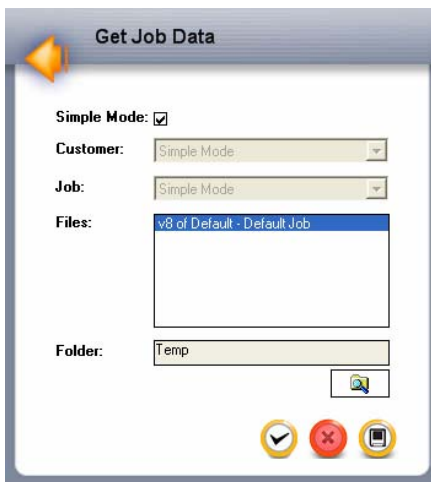 Get Job Data
Simple Mode:
Customer: Simple Mode
Job: Simple Mode
Files: v8 of Default - Default Job
Folder: Temp